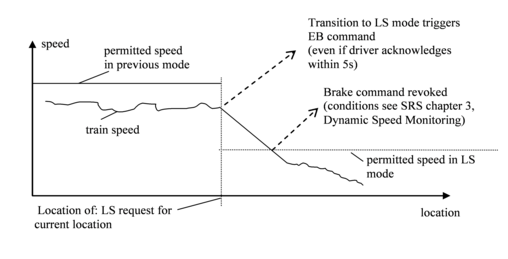 Transition to LS mode triggers
EB command
(even if driver acknowledges
within 5s)
speed
permitted speed
in previous mode
Brake command revoked
(conditions see SRS chapter 3,
Dynamic Speed Monitoring)
train speed
permitted speed in LS
mode
Location of: LS request for
current location
location